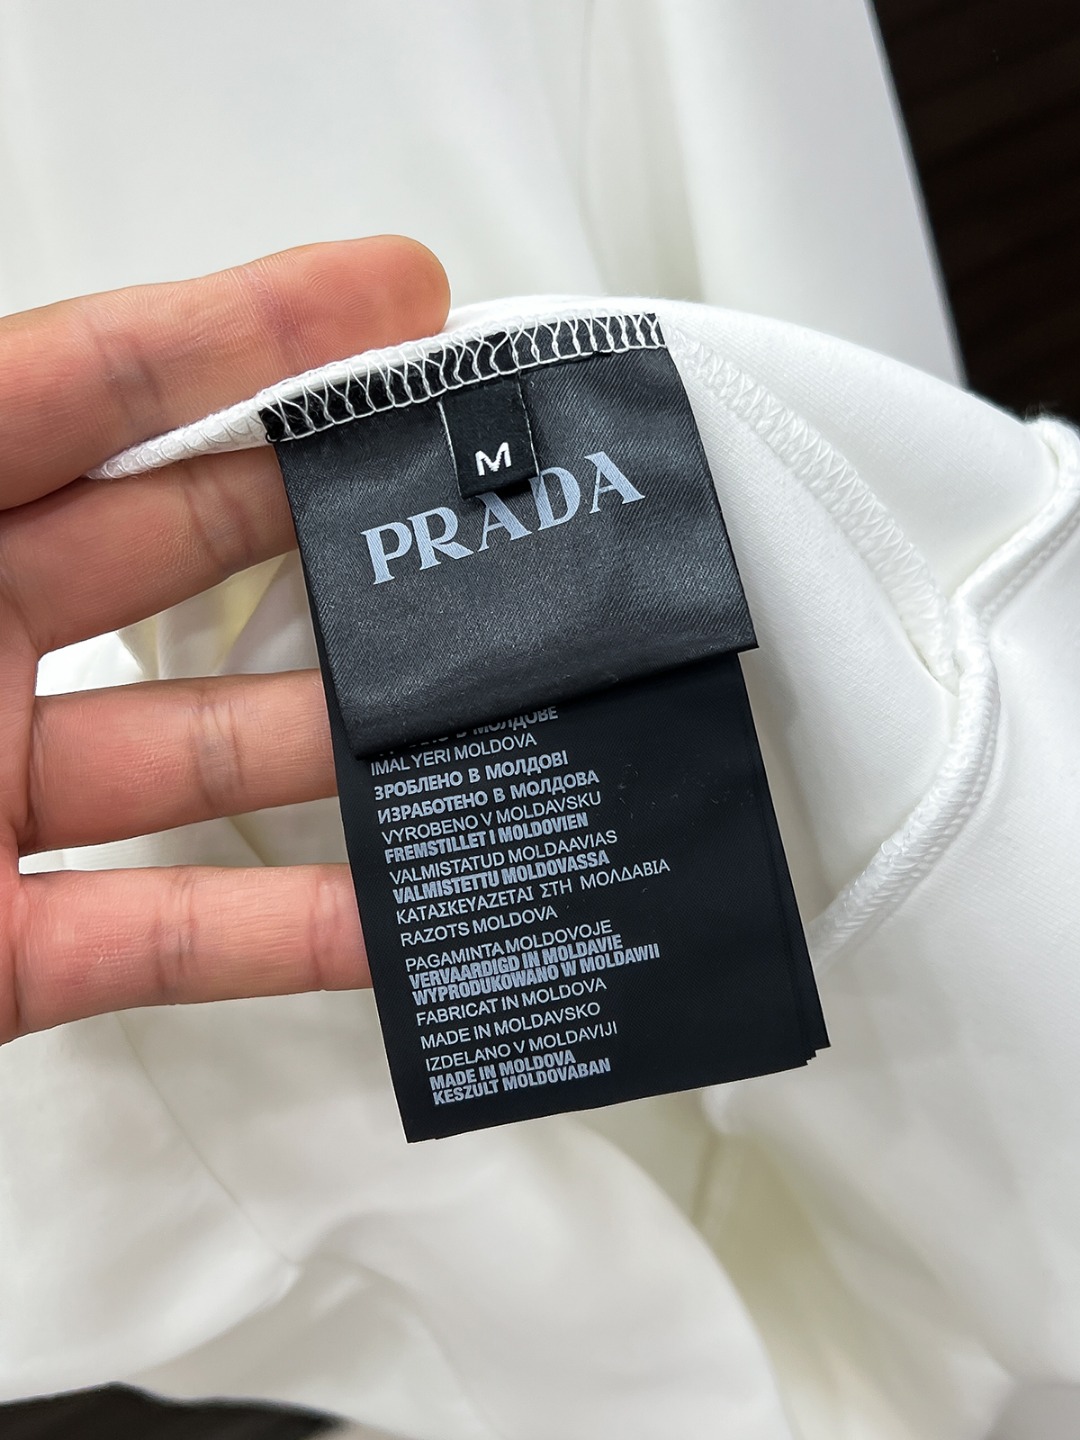 M
PRADA
В МОЛДОВЕ
IMAL YERI MOLDOVA
ЗРОБЛЕНО В МОЛДОВІ
ИЗРАБОТЕНО В МОЛДОВА
VYROBENO V MOLDAVSKU
FREMSTILLET I MOLDOVIEN
VALMISTATUD MOLDAAVIAS
VALMISTETTU MOLDOVASSA
ΚΑΤΑΣΚΕΥΑΖΕΤΑΙ ΣΤΗ ΜΟΛΔΑΒΙΑ
RAZOTS MOLDOVA
PAGAMINTA MOLDOVOJE
VERVAARDIGD IN MOLDAVIE
WYPRODUKOWANO W MOLDAWII
FABRICAT IN MOLDOVA
MADE IN MOLDAVSKO
IZDELANO V MOLDAVIJI
MADE IN MOLDOVA
KESZULT MOLDOVABAN